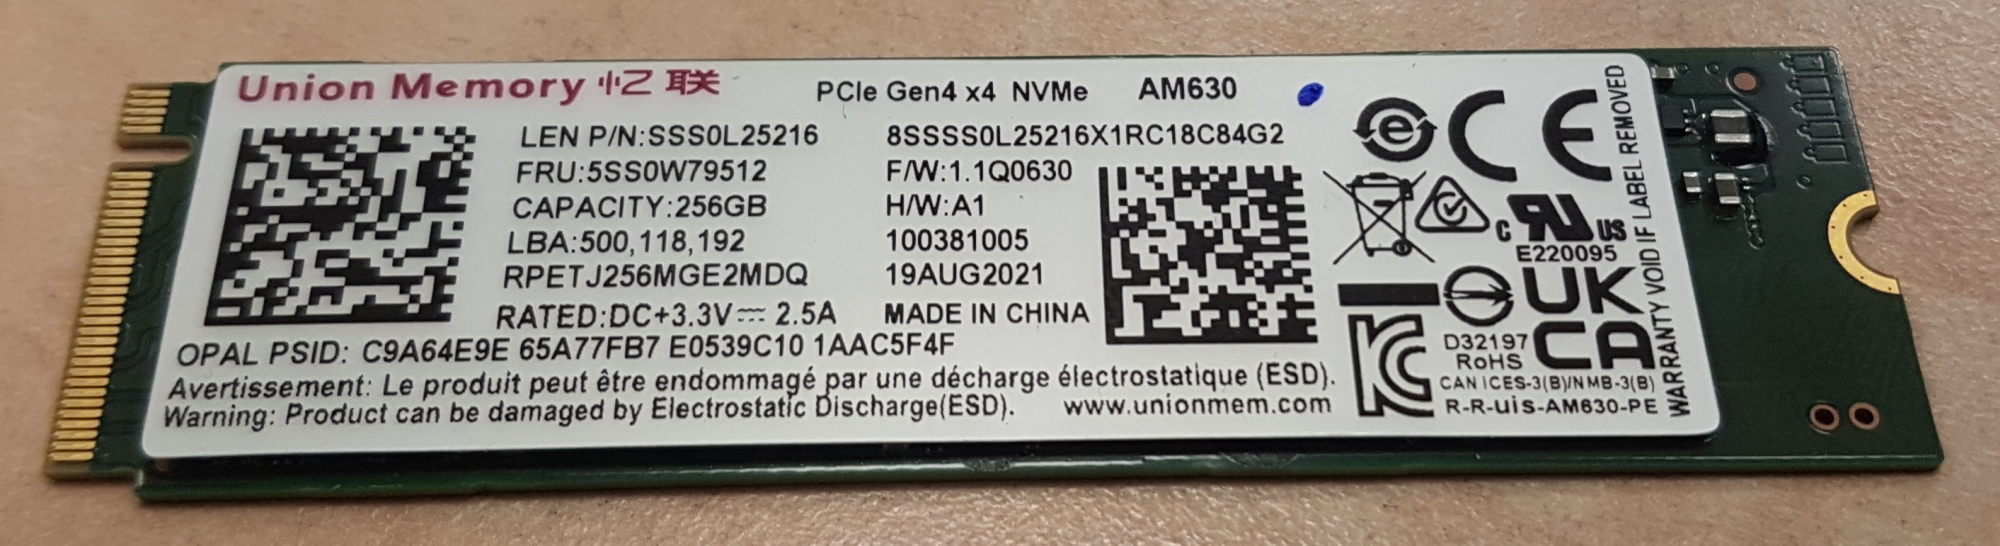 Union Memory 忆联 PCIe Gen4 x4 NVMe AM630
LEN P/N:SSS0L25216 8SSSS0L25216X1RC18C84G2
FRU:5SS0W79512 F/W:1.1Q0630
CAPACITY:256GB H/W:A1
LBA:500,118,192 100381005
RPETJ256MGE2MDQ 19AUG2021
RATED:DC+3.3V⎓ 2.5A MADE IN CHINA
OPAL PSID: C9A64E9E 65A77FB7 E0539C10 1AAC5F4F
Avertissement: Le produit peut être endommagé par une décharge électrostatique (ESD).
Warning: Product can be damaged by Electrostatic Discharge(ESD). www.unionmem.com
e CE
c RU US
E220095
UK
CA
KC
D32197
RoHS
CAN ICES-3(B)/NMB-3(B)
R-R-uis-AM630-PE
WARRANTY VOID IF LABEL REMOVED